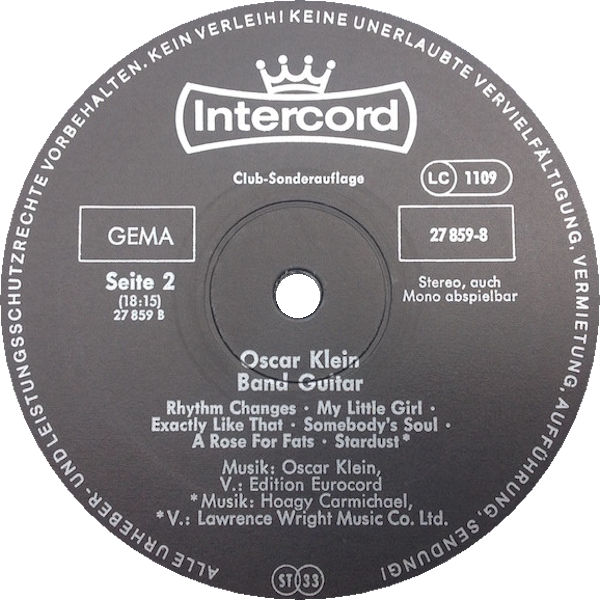 ALLE URHEBER- UND LEISTUNGSSCHUTZRECHTE VORBEHALTEN. KEIN VERLEIH! KEINE UNERLAUBTE VERVIELFÄLTIGUNG, VERMIETUNG, AUFFÜHRUNG, SENDUNG!
Intercord
Club-Sonderauflage
LC 1109
GEMA
27 859-8
Seite 2
(18:15)
27 859 B
Stereo, auch
Mono abspielbar
Oscar Klein
Band Guitar
Rhythm Changes · My Little Girl ·
Exactly Like That · Somebody's Soul ·
A Rose For Fats · Stardust*
Musik: Oscar Klein,
V.: Edition Eurocord
*Musik: Hoagy Carmichael,
*V.: Lawrence Wright Music Co. Ltd.
ST 33